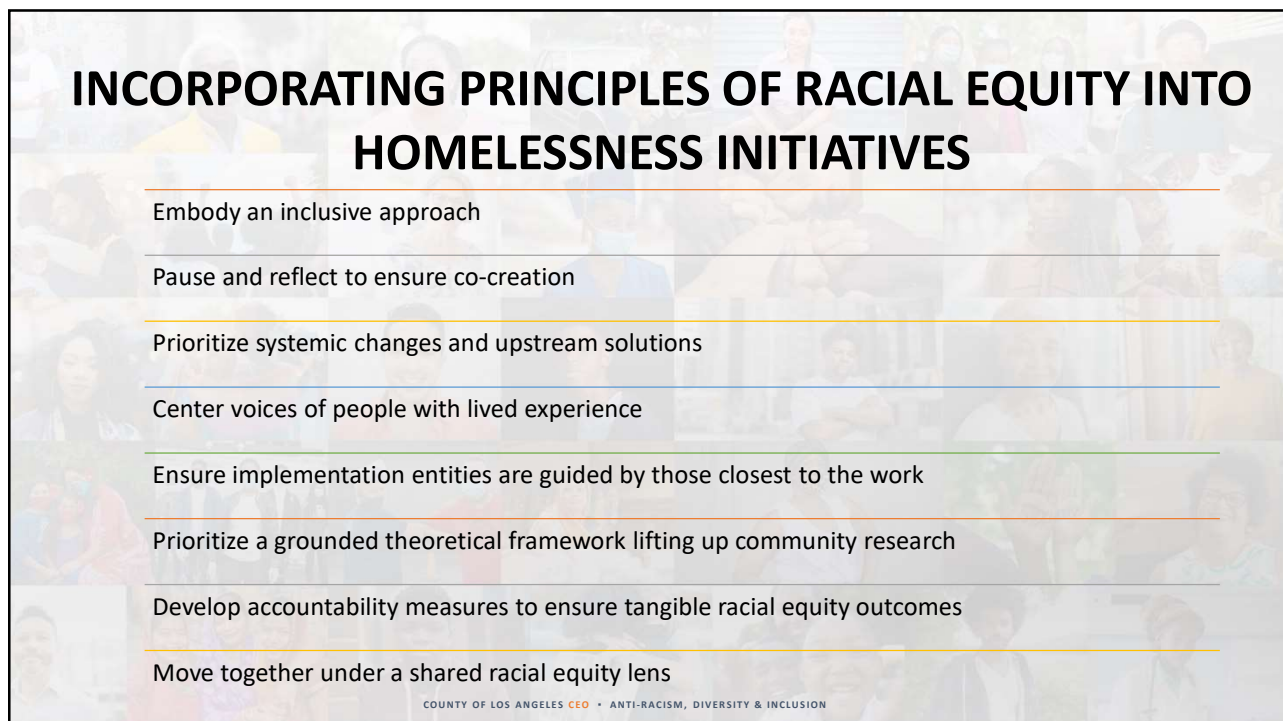 INCORPORATING PRINCIPLES OF RACIAL EQUITY INTO
HOMELESSNESS INITIATIVES
Embody an inclusive approach
Pause and reflect to ensure co-creation
Prioritize systemic changes and upstream solutions
Center voices of people with lived experience
Ensure implementation entities are guided by those closest to the work
Prioritize a grounded theoretical framework lifting up community research
Develop accountability measures to ensure tangible racial equity outcomes
Move together under a shared racial equity lens
COUNTY OF LOS ANGELES CEO • ANTI-RACISM, DIVERSITY & INCLUSION